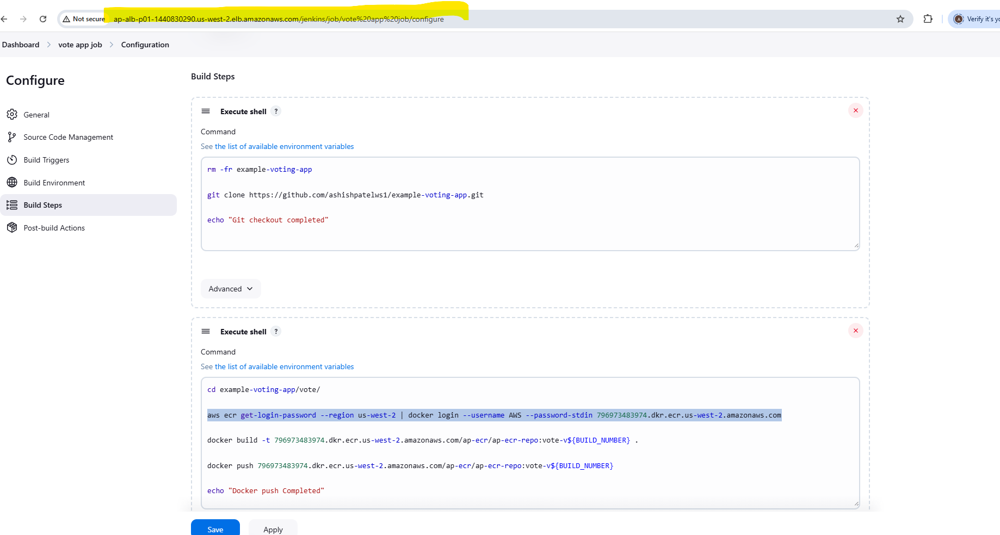 Not secure ap-alb-p01-1440830290.us-west-2.elb.amazonaws.com/jenkins/job/vote%20app%20job/configure
Verify it's
Dashboard > vote app job > Configuration
Configure
General
Source Code Management
Build Triggers
Build Environment
Build Steps
Post-build Actions
Build Steps
Execute shell ?
Command
See the list of available environment variables
rm -fr example-voting-app
git clone https://github.com/ashishpatelws1/example-voting-app.git
echo "Git checkout completed"
Advanced
Execute shell ?
Command
See the list of available environment variables
cd example-voting-app/vote/
aws ecr get-login-password --region us-west-2 | docker login --username AWS --password-stdin 796973483974.dkr.ecr.us-west-2.amazonaws.com
docker build -t 796973483974.dkr.ecr.us-west-2.amazonaws.com/ap-ecr/ap-ecr-repo:vote-v${BUILD_NUMBER} .
docker push 796973483974.dkr.ecr.us-west-2.amazonaws.com/ap-ecr/ap-ecr-repo:vote-v${BUILD_NUMBER}
echo "Docker push Completed"
Save
Apply